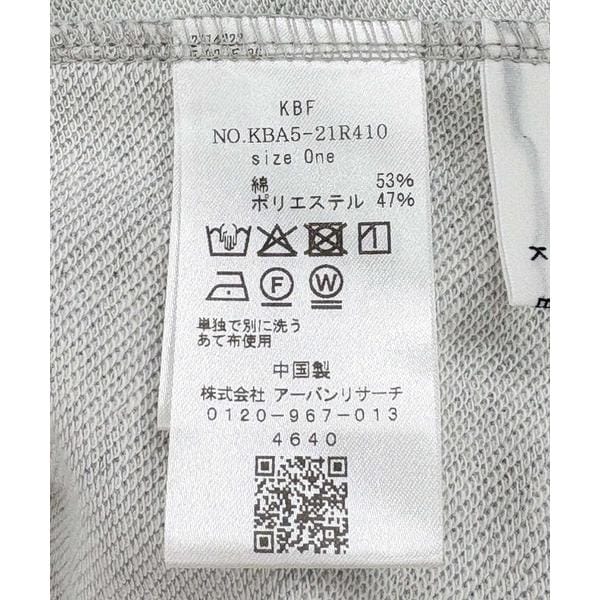 KBF
NO.KBA5-21R410
size One
綿 53%
ポリエステル 47%
F
W
単独で別に洗う
あて布使用
中国製
株式会社 アーバンリサーチ
0120-967-013
4640